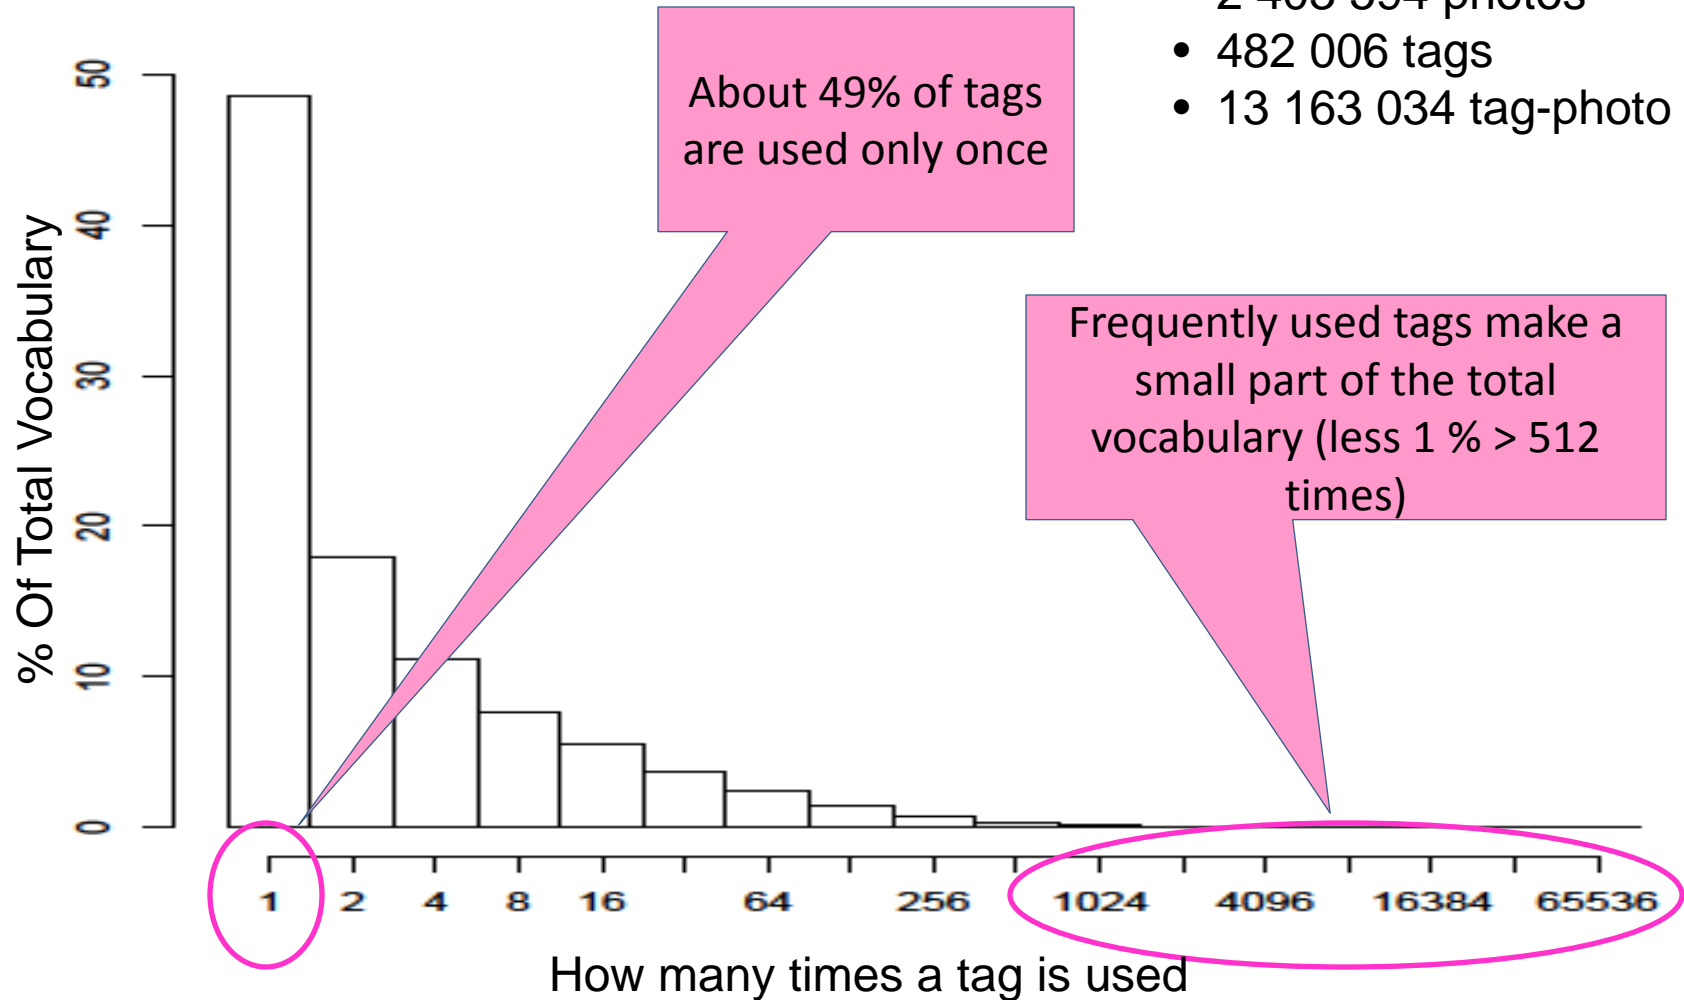 photos
• 482 006 tags
• 13 163 034 tag-photo
About 49% of tags
are used only once
Frequently used tags make a
small part of the total
vocabulary (less 1 % > 512
times)
% Of Total Vocabulary
50
40
30
20
10
0
1 2 4 8 16 64 256 1024 4096 16384 65536
How many times a tag is used